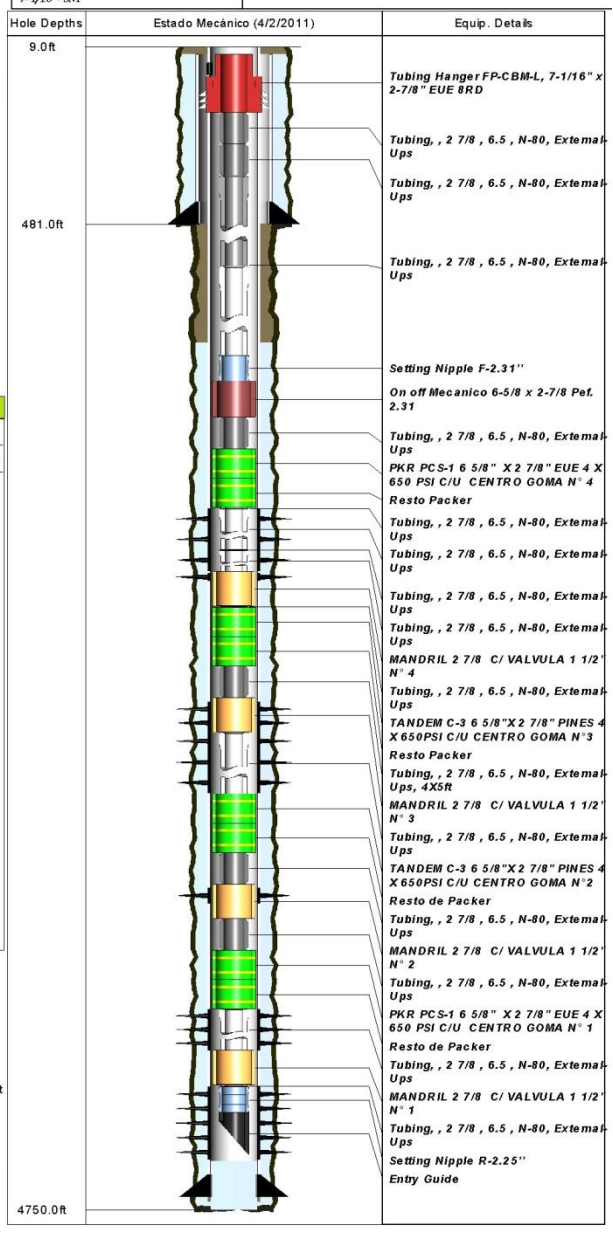 7-1/16" 5M
Hole Depths
Estado Mecánico (4/2/2011)
Equip. Details
9.0ft
Tubing Hanger FP-CBM-L, 7-1/16" x
2-7/8" EUE 8RD
Tubing, , 2 7/8 , 6.5 , N-80, External-
Ups
Tubing, , 2 7/8 , 6.5 , N-80, External-
Ups
481.0ft
Tubing, , 2 7/8 , 6.5 , N-80, External-
Ups
Setting Nipple F-2.31''
On off Mecanico 6-5/8 x 2-7/8 Pef.
2.31
Tubing, , 2 7/8 , 6.5 , N-80, External-
Ups
PKR PCS-1 6 5/8" X 2 7/8" EUE 4 X
650 PSI C/U CENTRO GOMA N° 4
Resto Packer
Tubing, , 2 7/8 , 6.5 , N-80, External-
Ups
Tubing, , 2 7/8 , 6.5 , N-80, External-
Ups
Tubing, , 2 7/8 , 6.5 , N-80, External-
Ups
Tubing, , 2 7/8 , 6.5 , N-80, External-
Ups
MANDRIL 2 7/8 C/ VALVULA 1 1/2"
N° 4
Tubing, , 2 7/8 , 6.5 , N-80, External-
Ups
TANDEM C-3 6 5/8"X 2 7/8" PINES 4
X 650PSI C/U CENTRO GOMA N°3
Resto Packer
Tubing, , 2 7/8 , 6.5 , N-80, External-
Ups, 4X5ft
MANDRIL 2 7/8 C/ VALVULA 1 1/2"
N° 3
Tubing, , 2 7/8 , 6.5 , N-80, External-
Ups
TANDEM C-3 6 5/8"X 2 7/8" PINES 4
X 650PSI C/U CENTRO GOMA N°2
Resto de Packer
Tubing, , 2 7/8 , 6.5 , N-80, External-
Ups
MANDRIL 2 7/8 C/ VALVULA 1 1/2"
N° 2
Tubing, , 2 7/8 , 6.5 , N-80, External-
Ups
PKR PCS-1 6 5/8" X 2 7/8" EUE 4 X
650 PSI C/U CENTRO GOMA N° 1
Resto de Packer
Tubing, , 2 7/8 , 6.5 , N-80, External-
Ups
MANDRIL 2 7/8 C/ VALVULA 1 1/2"
N° 1
Tubing, , 2 7/8 , 6.5 , N-80, External-
Ups
Setting Nipple R-2.25''
Entry Guide
4750.0ft